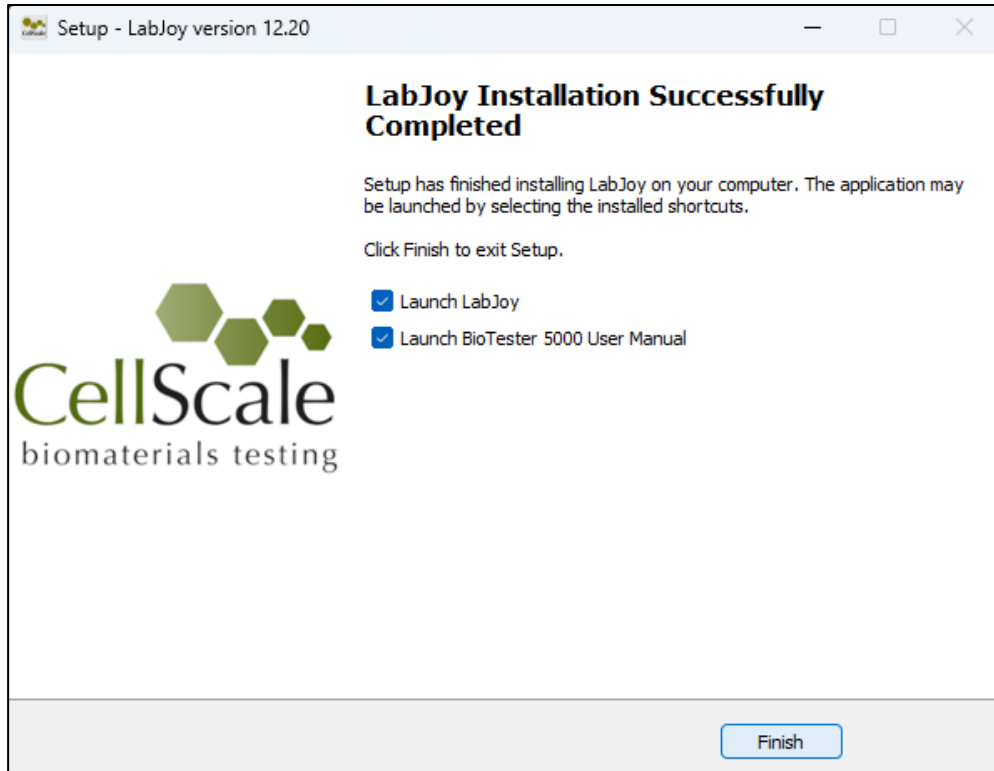 Setup - LabJoy version 12.20
LabJoy Installation Successfully
Completed
Setup has finished installing LabJoy on your computer. The application may
be launched by selecting the installed shortcuts.
Click Finish to exit Setup.
Launch LabJoy
Launch BioTester 5000 User Manual
CellScale
biomaterials testing
Finish